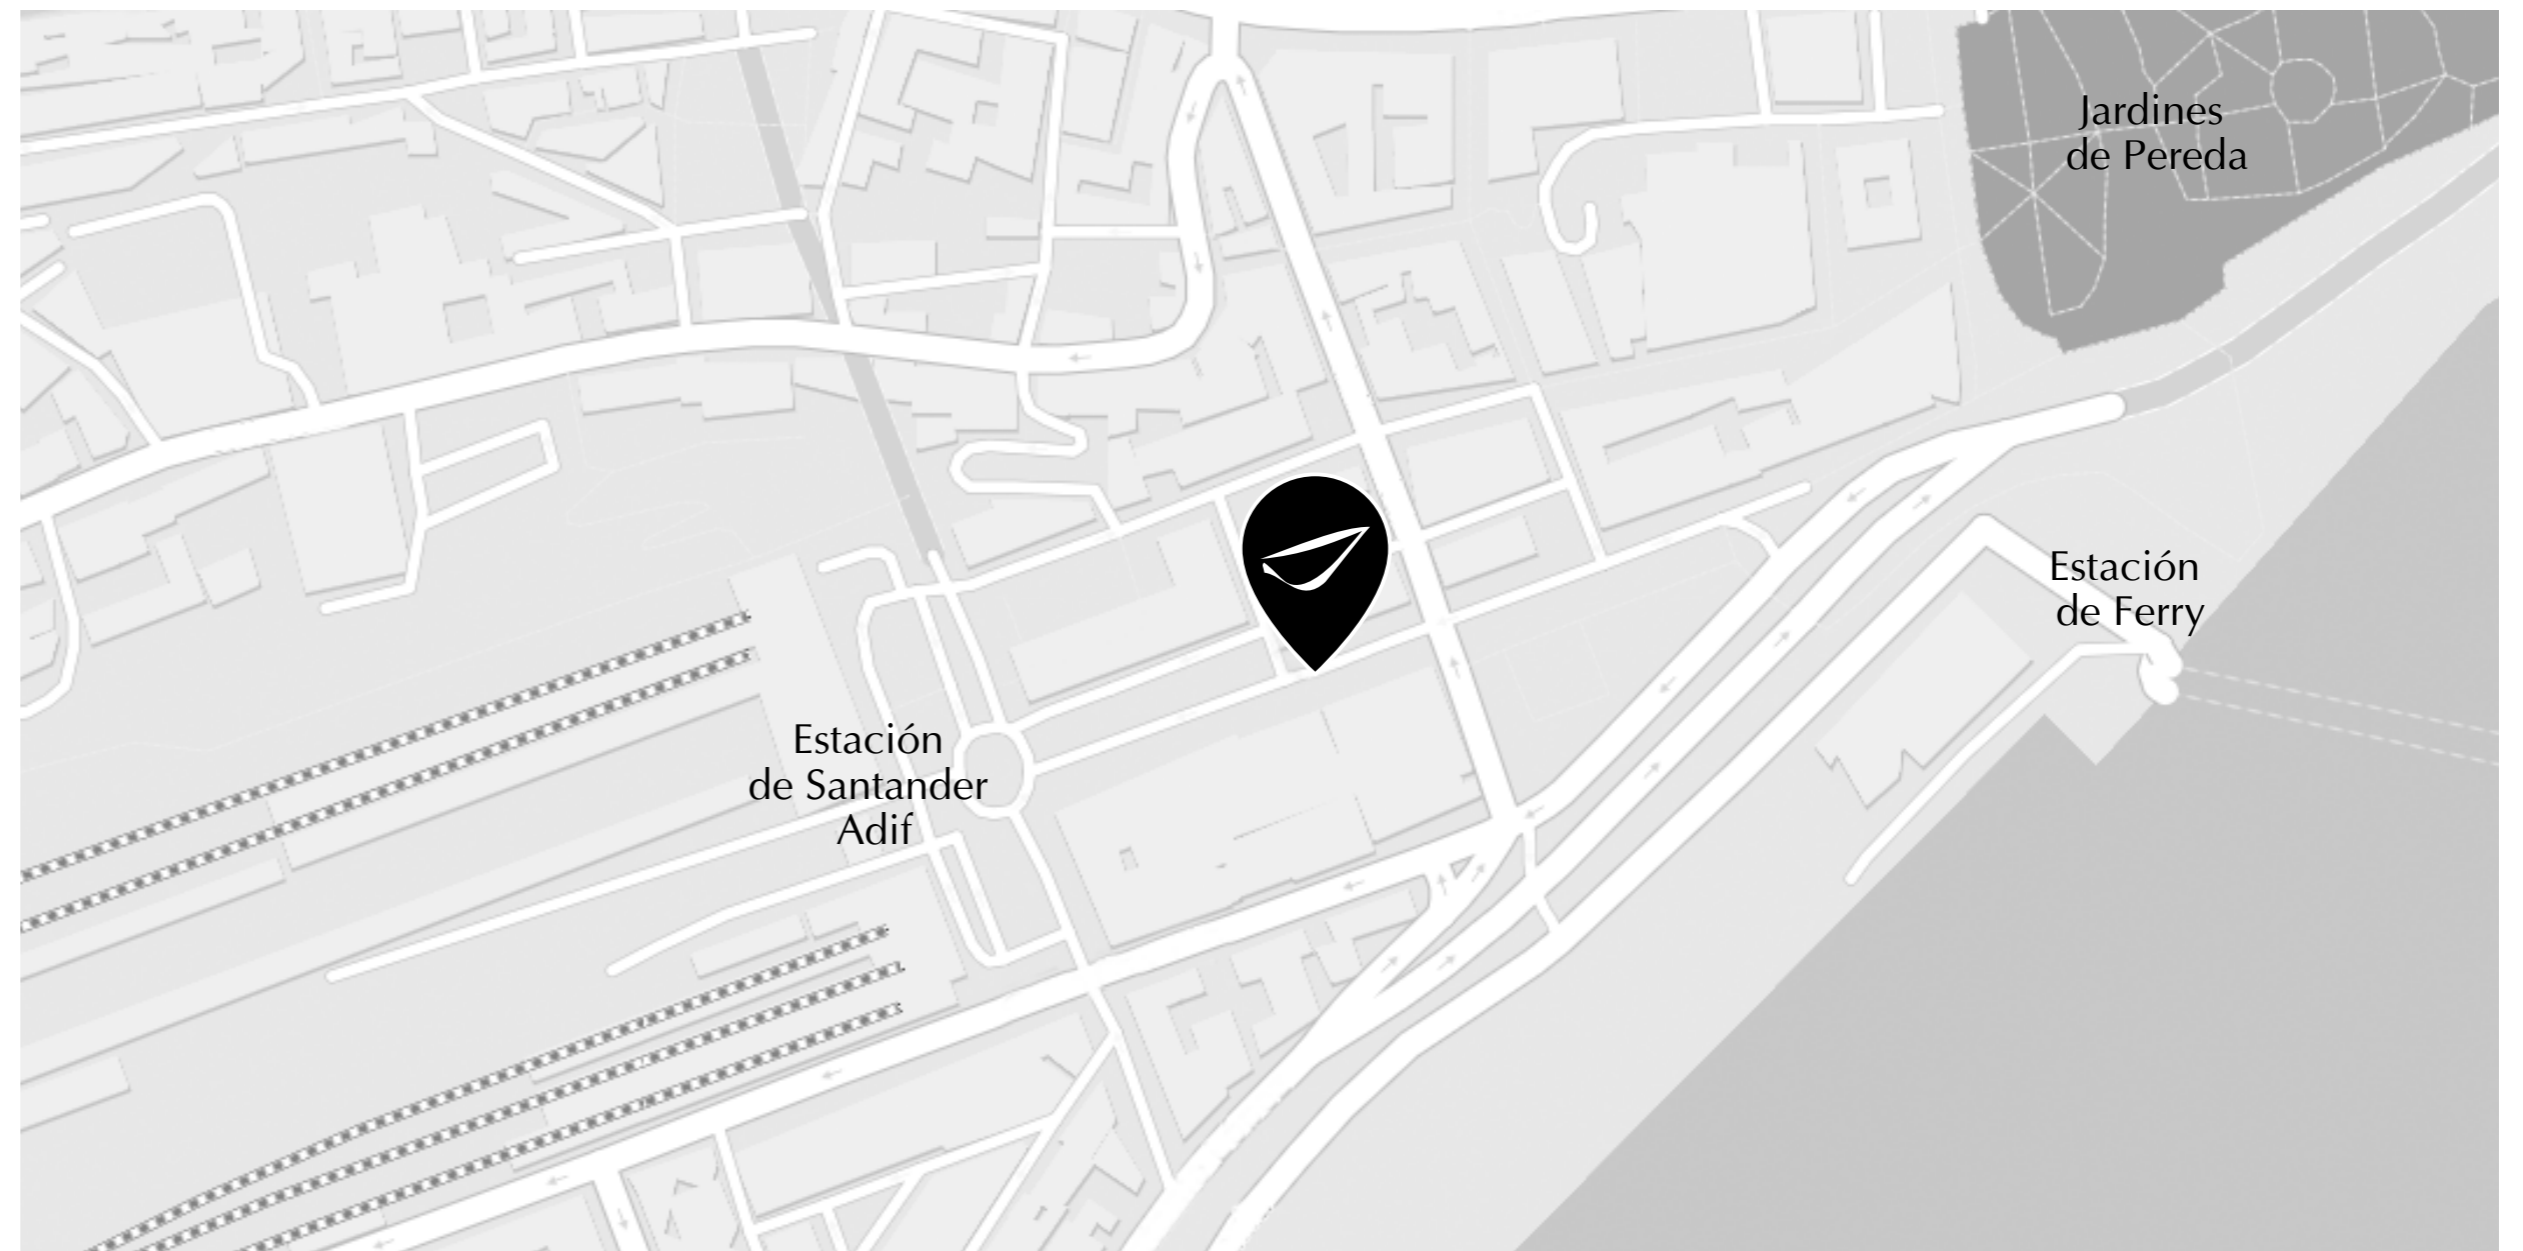 Jardines
de Pereda
Estación
de Ferry
Estación
de Santander
Adif